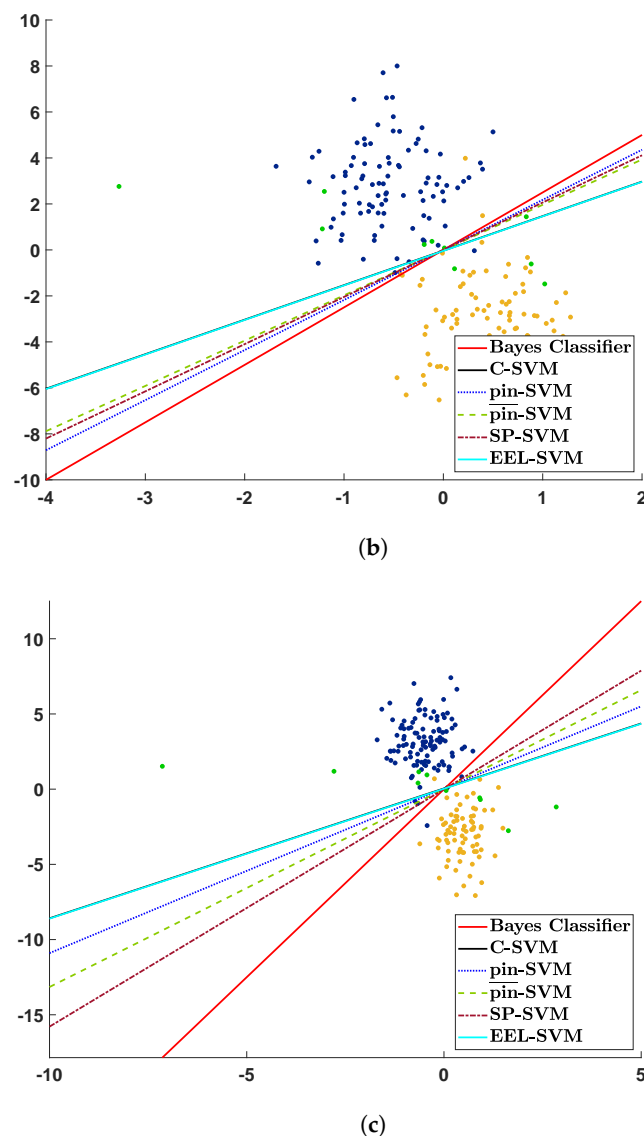 10
8
6
4
2
0
-2
-4
-6
-8
-10
-4 -3 -2 -1 0 1 2
Bayes Classifier
C-SVM
pin-SVM
p̅i̅n̅-SVM
SP-SVM
EEL-SVM
(b)
10
5
0
-5
-10
-15
-10 -5 0 5
Bayes Classifier
C-SVM
pin-SVM
p̅i̅n̅-SVM
SP-SVM
EEL-SVM
(c)